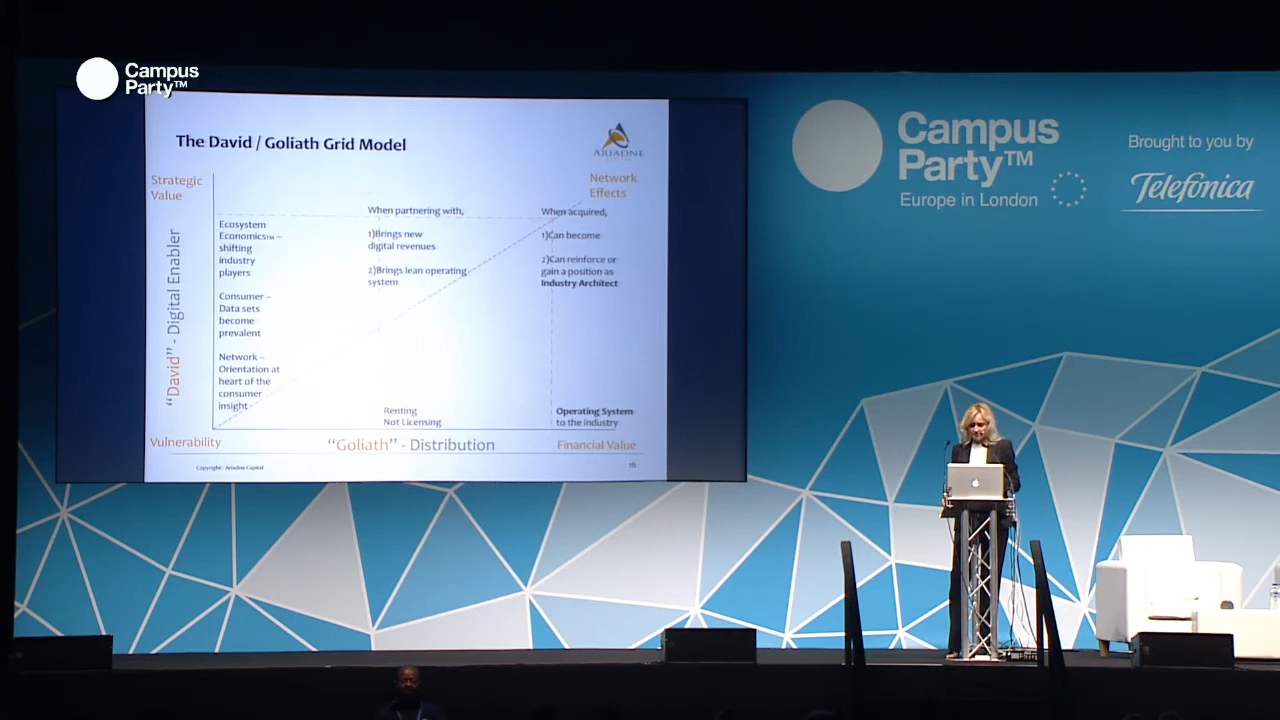 Campus
Party™
The David / Goliath Grid Model
ARIADNE
Strategic
Value
Network
Effects
"David" - Digital Enabler
Ecosystem
Economics™ –
shifting
industry
players
Consumer –
Data sets
become
prevalent
Network –
Orientation at
heart of the
consumer
insight
When partnering with,
1)Brings new
digital revenues
2)Brings lean operating
system
When acquired,
1)Can become
2)Can reinforce or
gain a position as
Industry Architect
Renting
Not Licensing
Operating System
to the industry
Vulnerability
"Goliath" - Distribution
Financial Value
Copyright - Ariadne Capital
16
Campus
Party™
Europe in London
Brought to you by
Telefónica